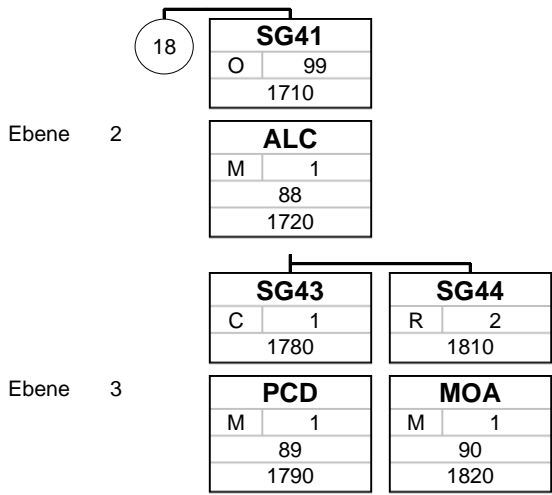 18
SG41
O 99
1710
Ebene 2
ALC
M 1
88
1720
SG43 SG44
C 1 R 2
1780 1810
Ebene 3
PCD MOA
M 1 M 1
89 90
1790 1820